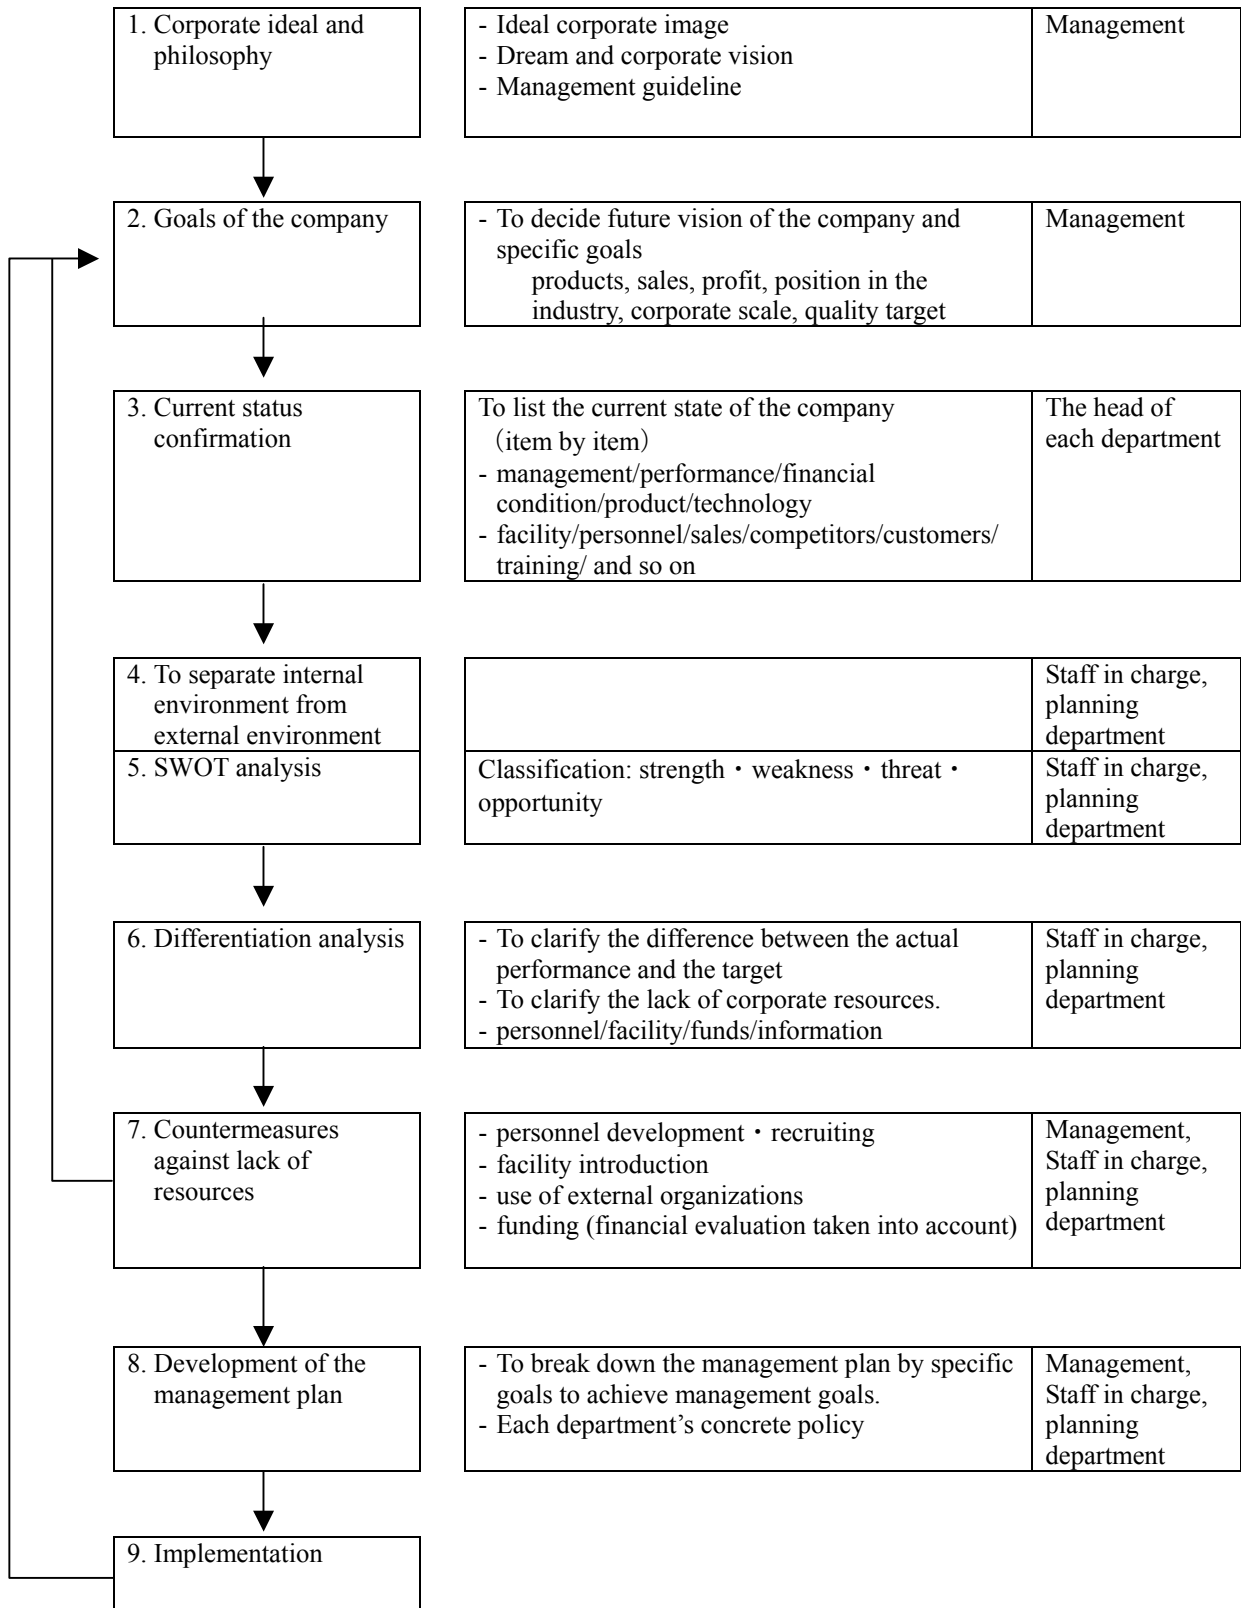 1. Corporate ideal and
philosophy
- Ideal corporate image
- Dream and corporate vision
- Management guideline
Management
2. Goals of the company
- To decide future vision of the company and
specific goals
products, sales, profit, position in the
industry, corporate scale, quality target
Management
3. Current status
confirmation
To list the current state of the company
（item by item）
- management/performance/financial
condition/product/technology
- facility/personnel/sales/competitors/customers/
training/ and so on
The head of
each department
4. To separate internal
environment from
external environment
Staff in charge,
planning
department
5. SWOT analysis
Classification: strength・weakness・threat・
opportunity
Staff in charge,
planning
department
6. Differentiation analysis
- To clarify the difference between the actual
performance and the target
- To clarify the lack of corporate resources.
- personnel/facility/funds/information
Staff in charge,
planning
department
7. Countermeasures
against lack of
resources
- personnel development・recruiting
- facility introduction
- use of external organizations
- funding (financial evaluation taken into account)
Management,
Staff in charge,
planning
department
8. Development of the
management plan
- To break down the management plan by specific
goals to achieve management goals.
- Each department’s concrete policy
Management,
Staff in charge,
planning
department
9. Implementation